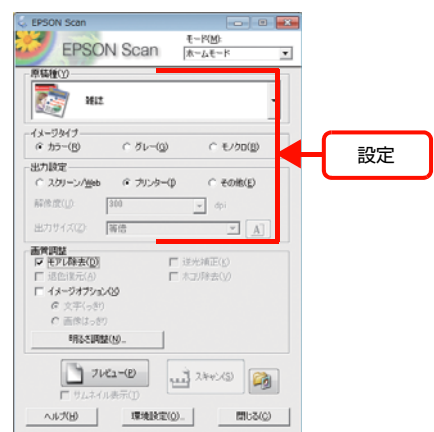 EPSON Scan
EPSON Scan
モード(M):
ホームモード
原稿種(Y)
雑誌
イメージタイプ
カラー(R)
グレー(Q)
モノクロ(B)
設定
出力設定
スクリーン/Web
プリンター(I)
その他(E)
解像度(U)
300
dpi
出力サイズ(Z)
等倍
A
画質調整
モアレ除去(D)
逆光補正(K)
退色復元(A)
ホコリ除去(V)
イメージオプション(X)
文字くっきり
画像はっきり
明るさ調整(N)...
プレビュー(P)
スキャン(S)
サムネイル表示(T)
ヘルプ(H)
環境設定(O)...
閉じる(C)